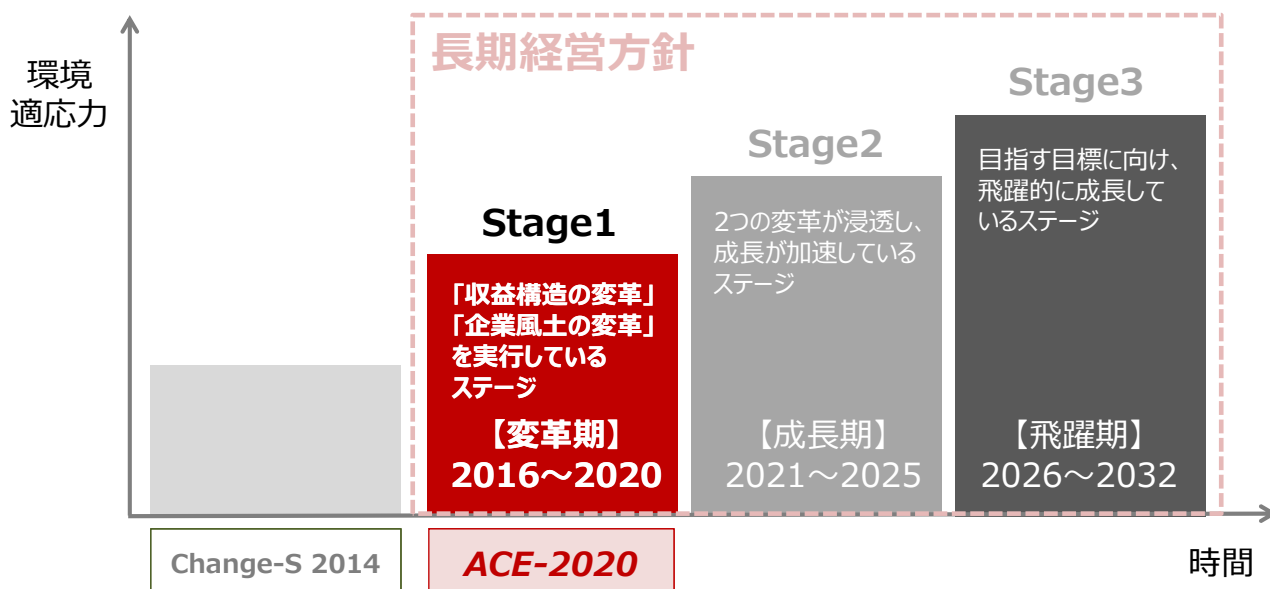 環境
適応力
長期経営方針
Stage1
「収益構造の変革」
「企業風土の変革」
を実行している
ステージ
【変革期】
2016～2020
Stage2
2つの変革が浸透し、
成長が加速している
ステージ
【成長期】
2021～2025
Stage3
目指す目標に向け、
飛躍的に成長して
いるステージ
【飛躍期】
2026～2032
Change-S 2014
ACE-2020
時間